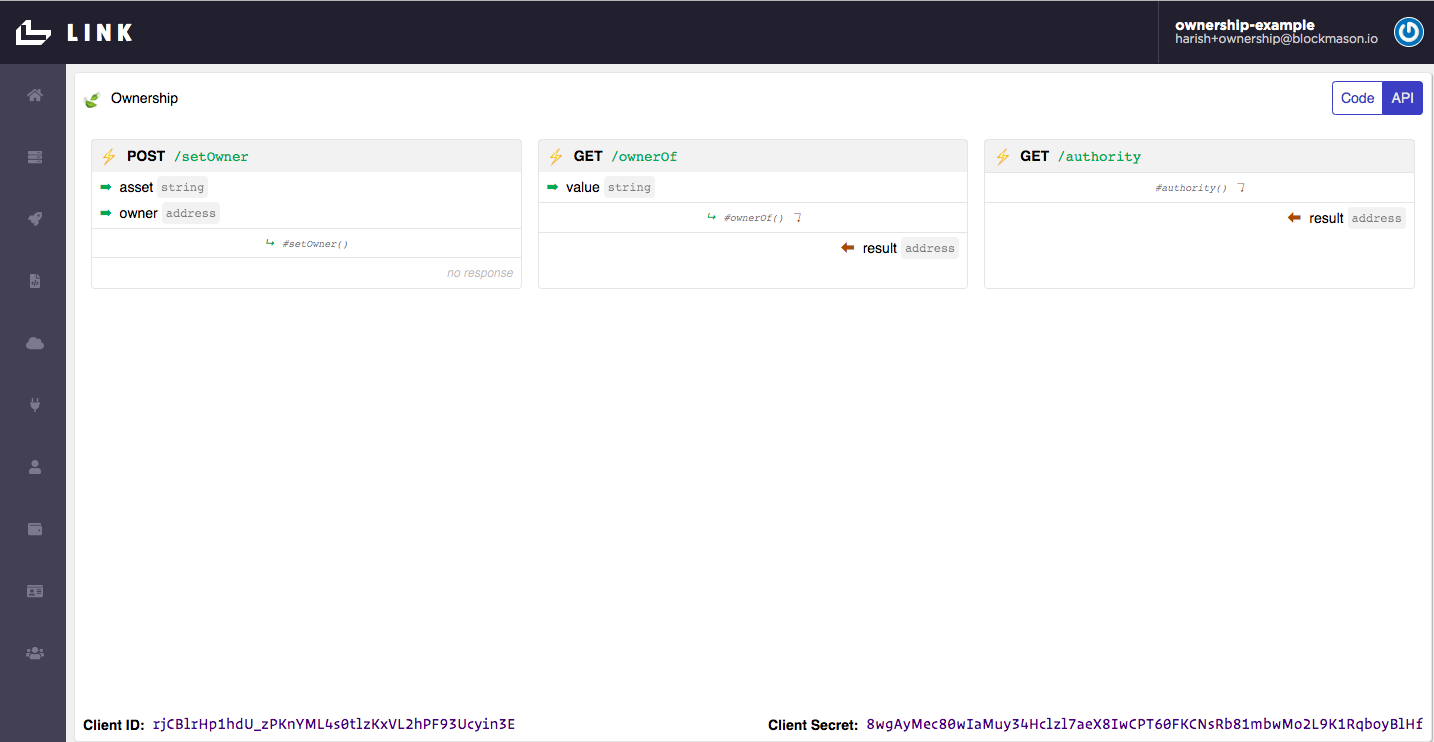 LINK
ownership-example
harish+ownership@blockmason.io
Ownership
Code API
POST /setOwner
asset string
owner address
#setOwner()
no response
GET /ownerOf
value string
#ownerOf()
result address
GET /authority
#authority()
result address
Client ID: rjCBlrHp1hdU_zPKnYML4s0tlzKxVL2hPF93Ucyin3E
Client Secret: 8wgAyMec80wIaMuy34Hclzl7aeX8IwCPT60FKCNsRb81mbwMo2L9K1RqboyBlHf